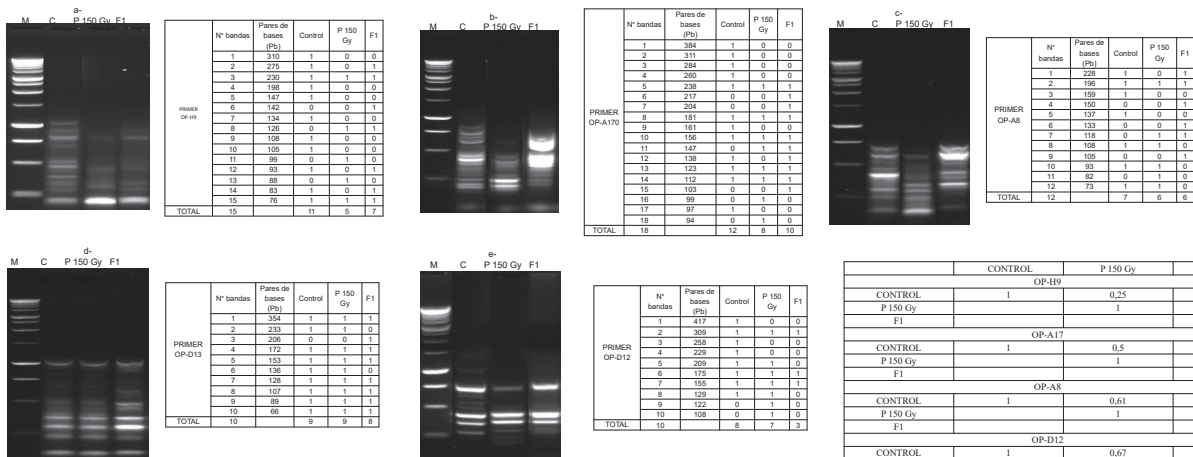 a-
M C P 150 Gy F1
PRIMER OP-H9
N° bandas Pares de bases (Pb) Control P 150 Gy F1
1 310 1 0 0
2 275 1 0 1
3 230 1 1 1
4 198 1 0 0
5 147 1 0 0
6 142 0 0 1
7 134 1 0 0
8 126 0 1 1
9 108 1 0 0
10 105 1 0 0
11 99 0 1 0
12 93 1 0 1
13 88 0 1 0
14 83 1 0 1
15 76 1 1 1
TOTAL 15 11 5 7
b-
M C P 150 Gy F1
PRIMER OP-A170
N° bandas Pares de bases (Pb) Control P 150 Gy F1
1 384 1 0 0
2 311 1 0 0
3 284 1 0 0
4 260 1 0 0
5 238 1 1 1
6 217 0 0 1
7 204 0 0 1
8 181 1 1 1
9 161 1 0 0
10 156 1 1 1
11 147 0 1 0
12 138 1 0 1
13 123 1 1 1
14 112 1 1 1
15 103 0 0 1
16 99 0 1 0
17 97 1 0 0
18 94 0 1 0
TOTAL 18 12 8 10
c-
M C P 150 Gy F1
PRIMER OP-A8
N° bandas Pares de bases (Pb) Control P 150 Gy F1
1 228 1 0 1
2 196 1 1 1
3 159 1 0 0
4 150 0 0 1
5 137 1 0 0
6 133 0 0 1
7 118 0 1 1
8 108 1 1 0
9 105 0 0 1
10 93 1 1 0
11 82 0 1 0
12 73 1 1 0
TOTAL 12 7 6 6
d-
M C P 150 Gy F1
PRIMER OP-D13
N° bandas Pares de bases (Pb) Control P 150 Gy F1
1 354 1 1 1
2 233 1 1 0
3 206 0 0 1
4 172 1 1 1
5 153 1 1 1
6 136 1 1 0
7 128 1 1 1
8 107 1 1 1
9 89 1 1 1
10 66 1 1 1
TOTAL 10 9 9 8
e-
M C P 150 Gy F1
PRIMER OP-D12
N° bandas Pares de bases (Pb) Control P 150 Gy F1
1 417 1 0 0
2 309 1 1 1
3 258 1 0 0
4 229 1 0 0
5 209 1 1 0
6 175 1 1 1
7 155 1 1 1
8 129 1 1 0
9 122 0 1 0
10 108 0 1 0
TOTAL 10 8 7 3
CONTROL P 150 Gy
OP-H9
CONTROL 1 0,25
P 150 Gy 1
F1
OP-A17
CONTROL 1 0,5
P 150 Gy 1
F1
OP-A8
CONTROL 1 0,61
P 150 Gy 1
F1
OP-D12
CONTROL 1 0,67